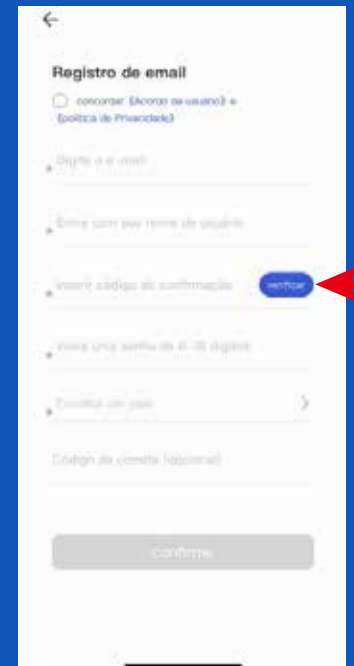 Registro de email
concordar 《Acordo de usuário》 e
《política de Privacidade》
Digite o e-mail
Entre com seu nome de usuário
Inserir código de confirmação
verificar
Insira uma senha de 6-18 dígitos
Escolha um país
Código de convite (opcional)
confirme